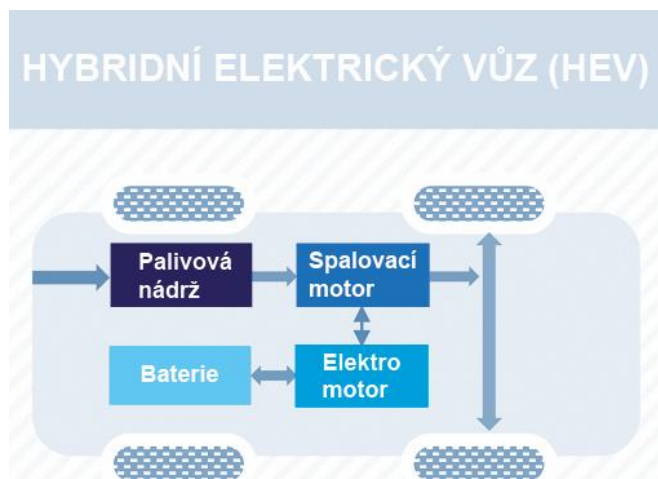 HYBRIDNÍ ELEKTRICKÝ VŮZ (HEV)
Palivová
nádrž
Spalovací
motor
Baterie
Elektro
motor